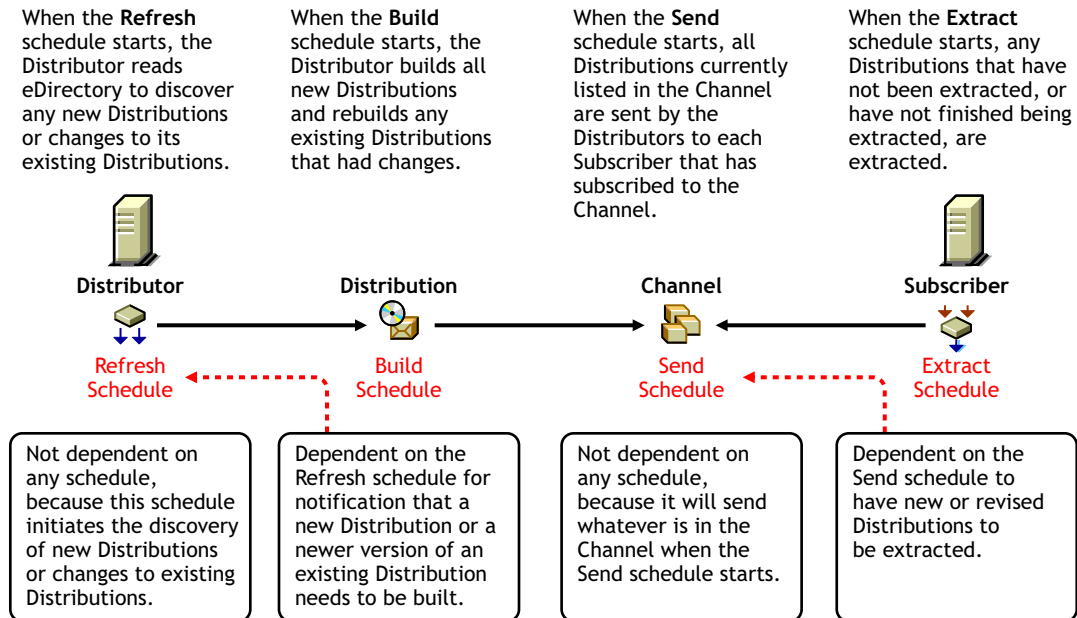 When the Refresh
schedule starts, the
Distributor reads
eDirectory to discover
any new Distributions
or changes to its
existing Distributions.
When the Build
schedule starts, the
Distributor builds all
new Distributions
and rebuilds any
existing Distributions
that had changes.
When the Send
schedule starts, all
Distributions currently
listed in the Channel
are sent by the
Distributors to each
Subscriber that has
subscribed to the
Channel.
When the Extract
schedule starts, any
Distributions that have
not been extracted, or
have not finished being
extracted, are
extracted.
Distributor
Distribution
Channel
Subscriber
Refresh
Schedule
Build
Schedule
Send
Schedule
Extract
Schedule
Not dependent on
any schedule,
because this schedule
initiates the discovery
of new Distributions
or changes to existing
Distributions.
Dependent on the
Refresh schedule for
notification that a
new Distribution or a
newer version of an
existing Distribution
needs to be built.
Not dependent on
any schedule,
because it will send
whatever is in the
Channel when the
Send schedule starts.
Dependent on the
Send schedule to
have new or revised
Distributions to
be extracted.